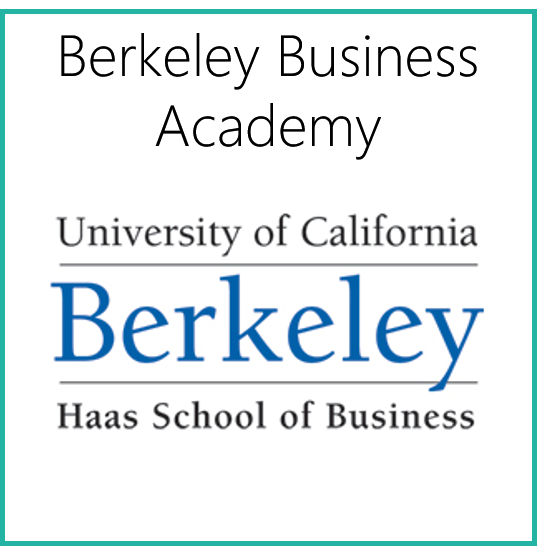 Berkeley Business
Academy
University of California
Berkeley
Haas School of Business